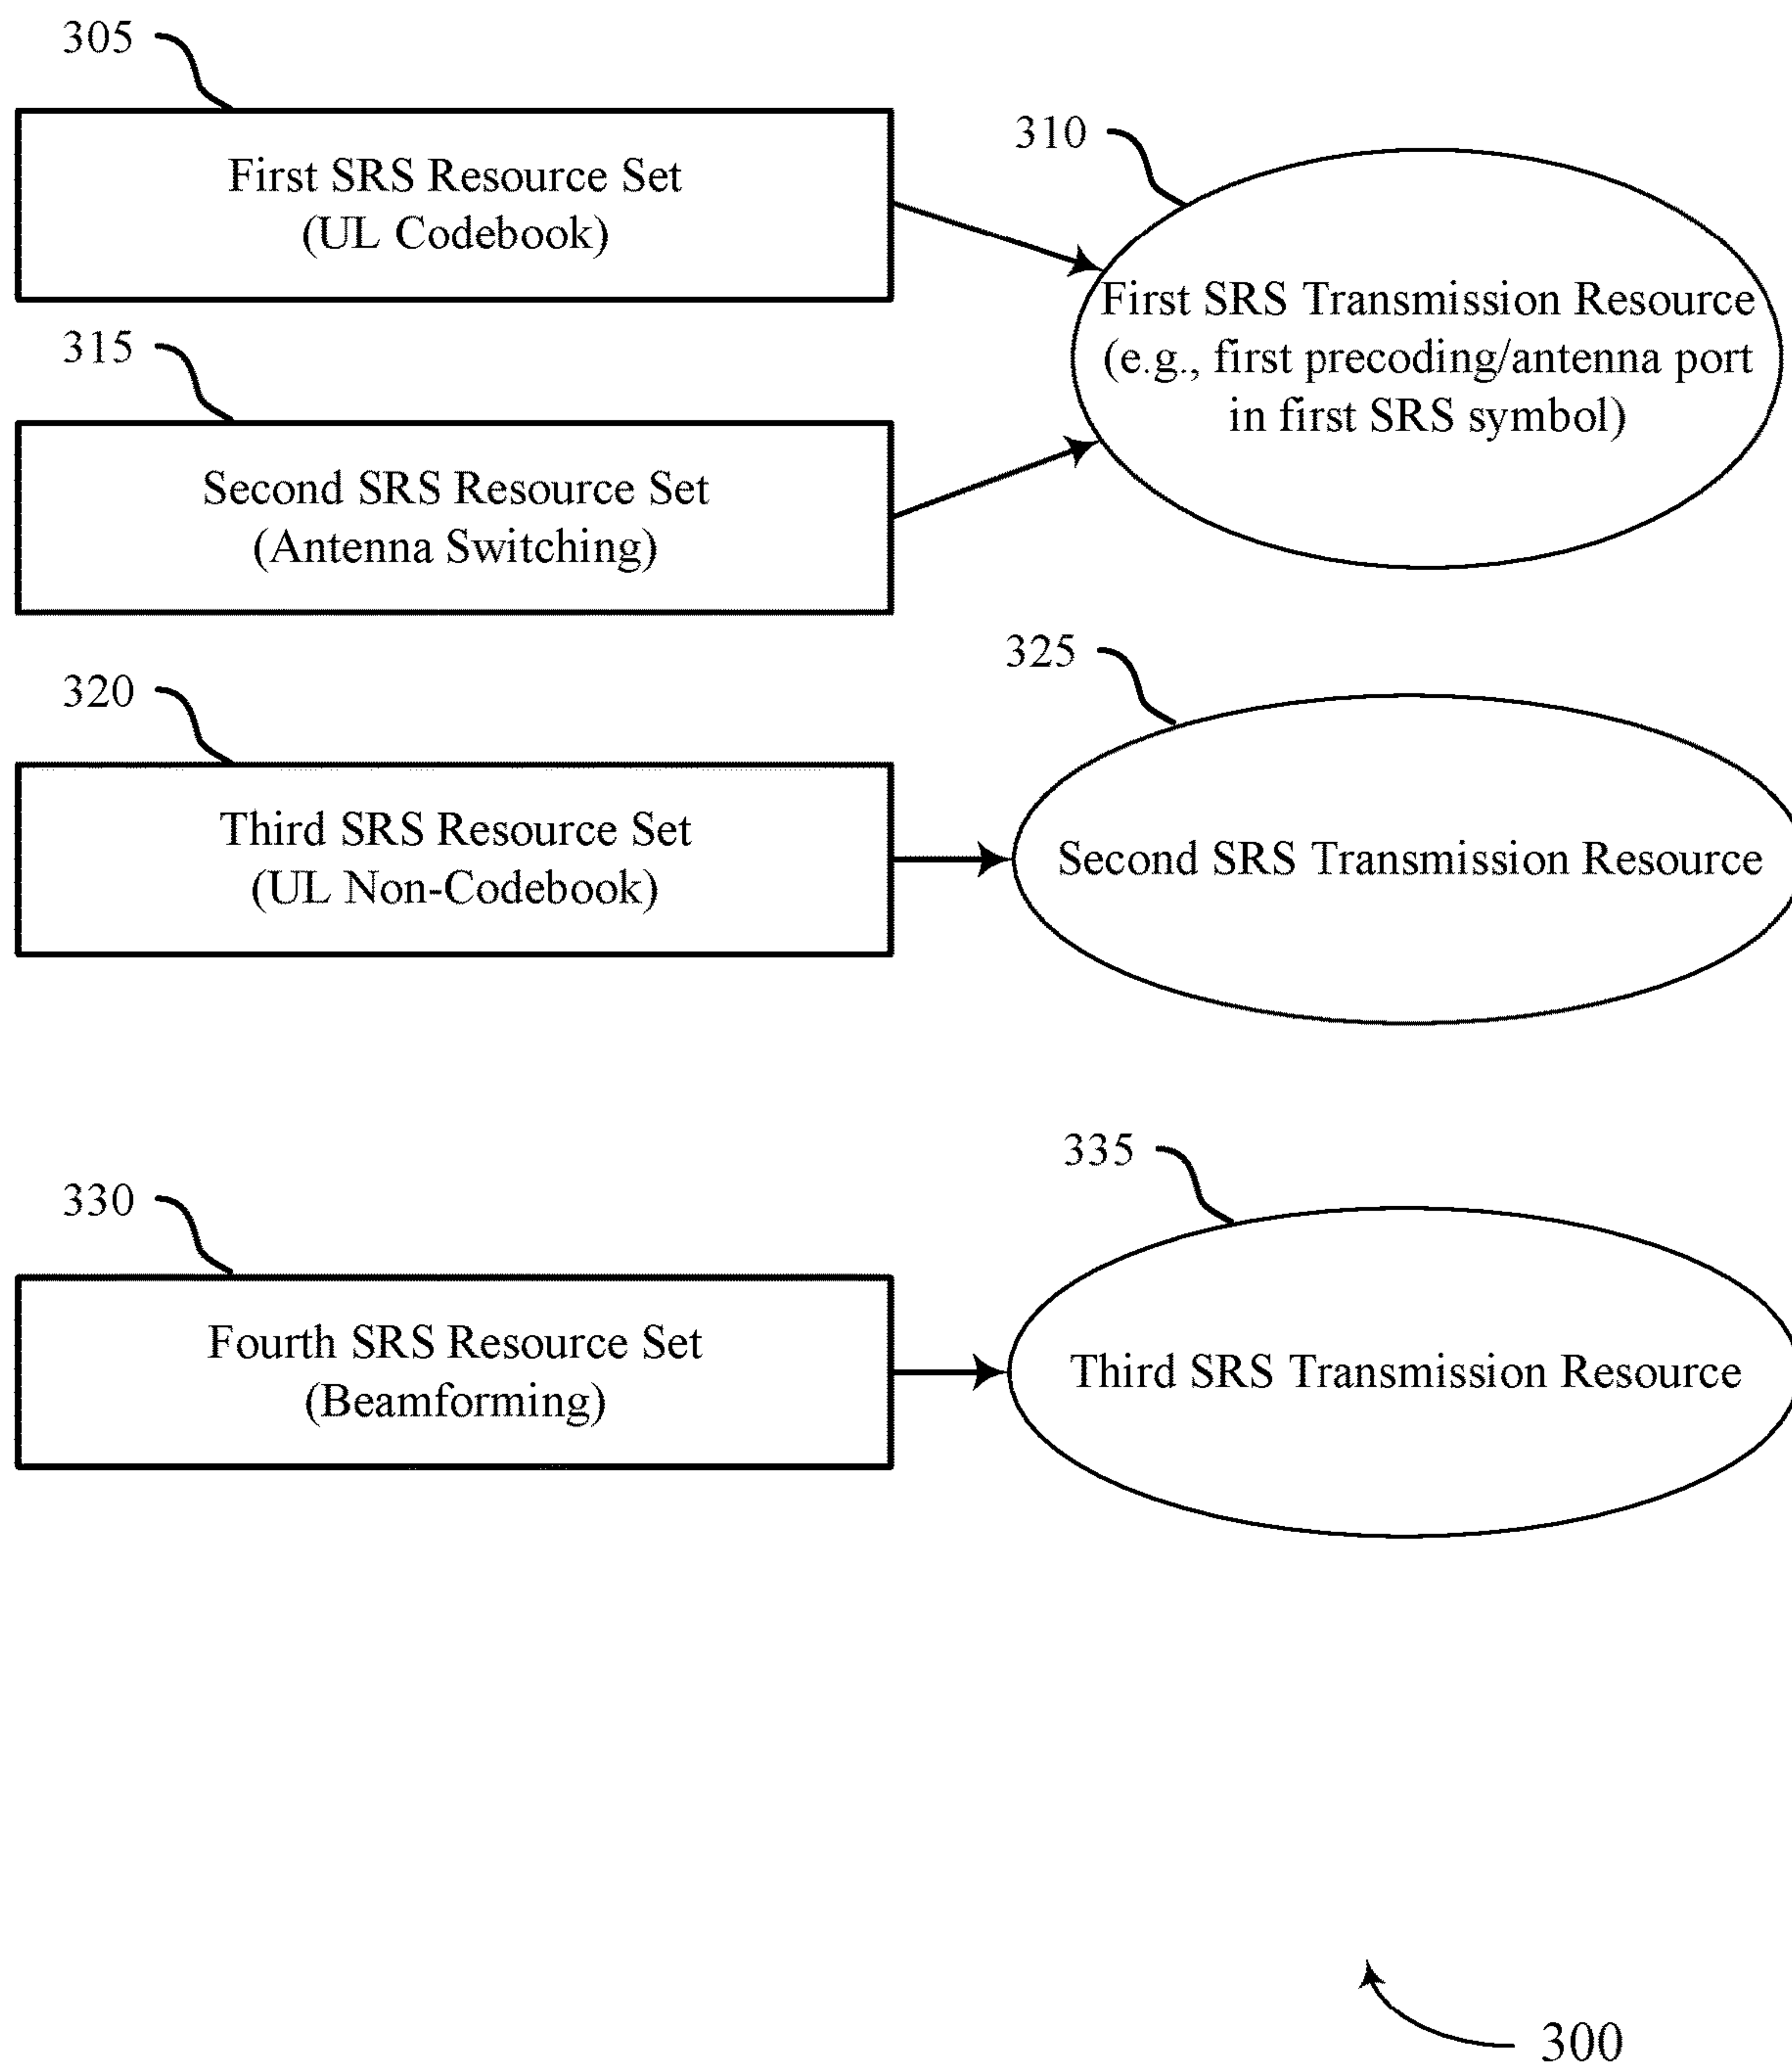 305
First SRS Resource Set
(UL Codebook)
310
First SRS Transmission Resource
(e.g., first precoding/antenna port
in first SRS symbol)
315
Second SRS Resource Set
(Antenna Switching)
320
Third SRS Resource Set
(UL Non-Codebook)
325
Second SRS Transmission Resource
330
Fourth SRS Resource Set
(Beamforming)
335
Third SRS Transmission Resource
300